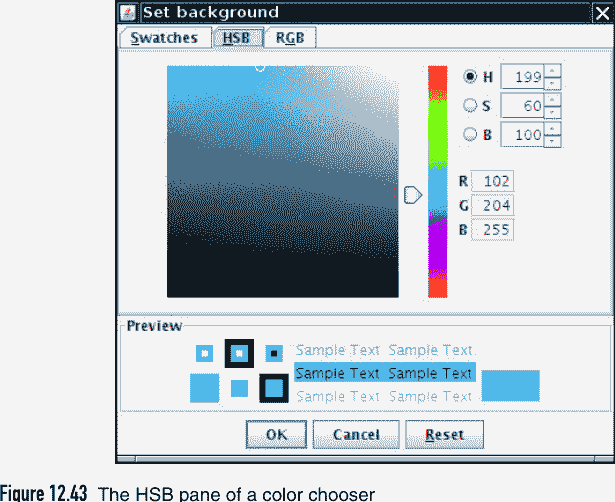 Set background
Swatches HSB RGB
H 199
S 60
B 100
R 102
G 204
B 255
Preview
Sample Text Sample Text
Sample Text Sample Text
Sample Text Sample Text
OK Cancel Reset
Figure 12.43 The HSB pane of a color chooser